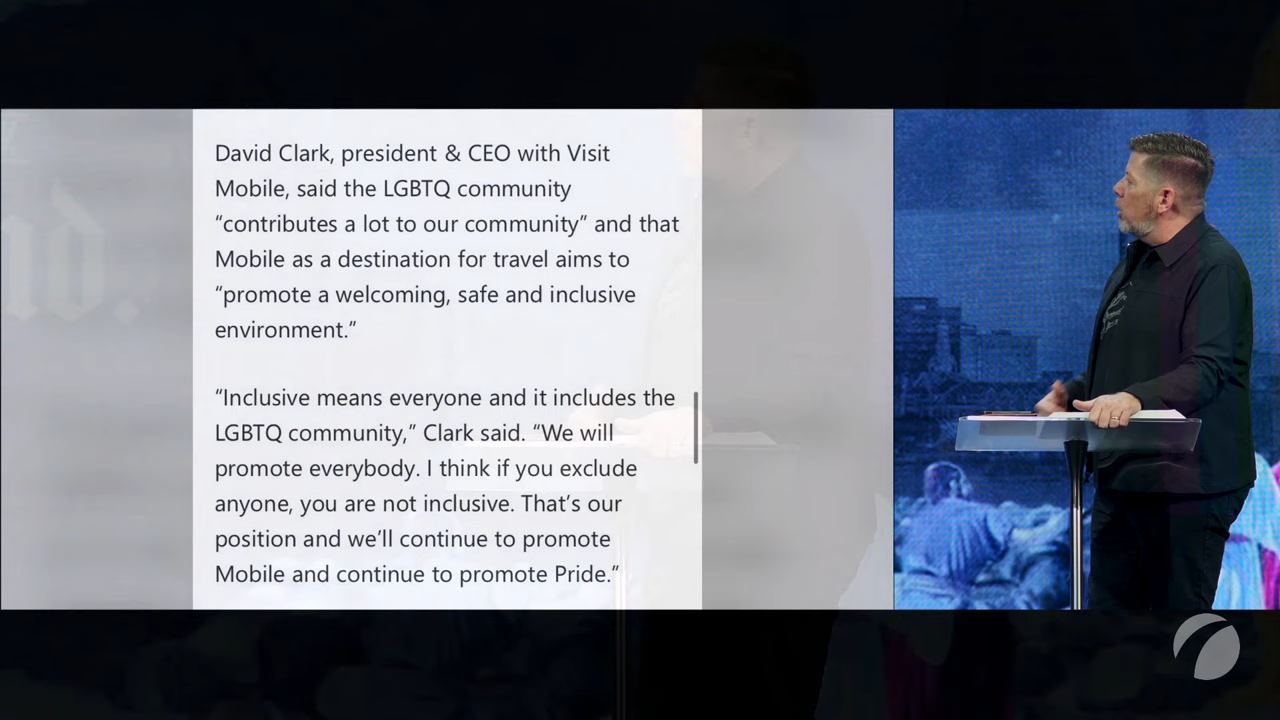 David Clark, president & CEO with Visit
Mobile, said the LGBTQ community
“contributes a lot to our community” and that
Mobile as a destination for travel aims to
“promote a welcoming, safe and inclusive
environment.”
“Inclusive means everyone and it includes the
LGBTQ community,” Clark said. “We will
promote everybody. I think if you exclude
anyone, you are not inclusive. That’s our
position and we’ll continue to promote
Mobile and continue to promote Pride.”